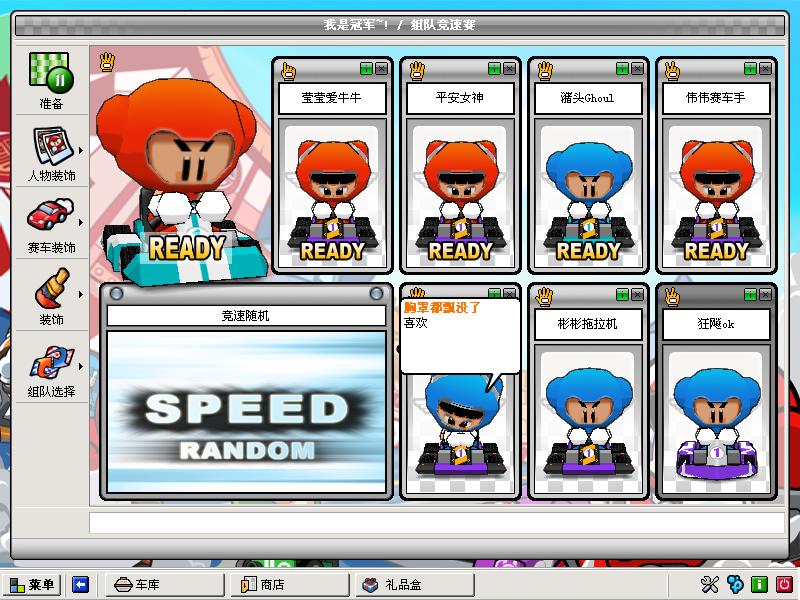 我是冠军~! / 组队竞速赛
准备
人物装饰
赛车装饰
装饰
组队选择
READY
莹莹爱牛牛
READY
平安女神
READY
猪头Ghoul
READY
伟伟赛车手
READY
竞速随机
SPEED
RANDOM
胸罩都飘没了
喜欢
彬彬拖拉机
狂飚ok
菜单
车库
商店
礼品盒